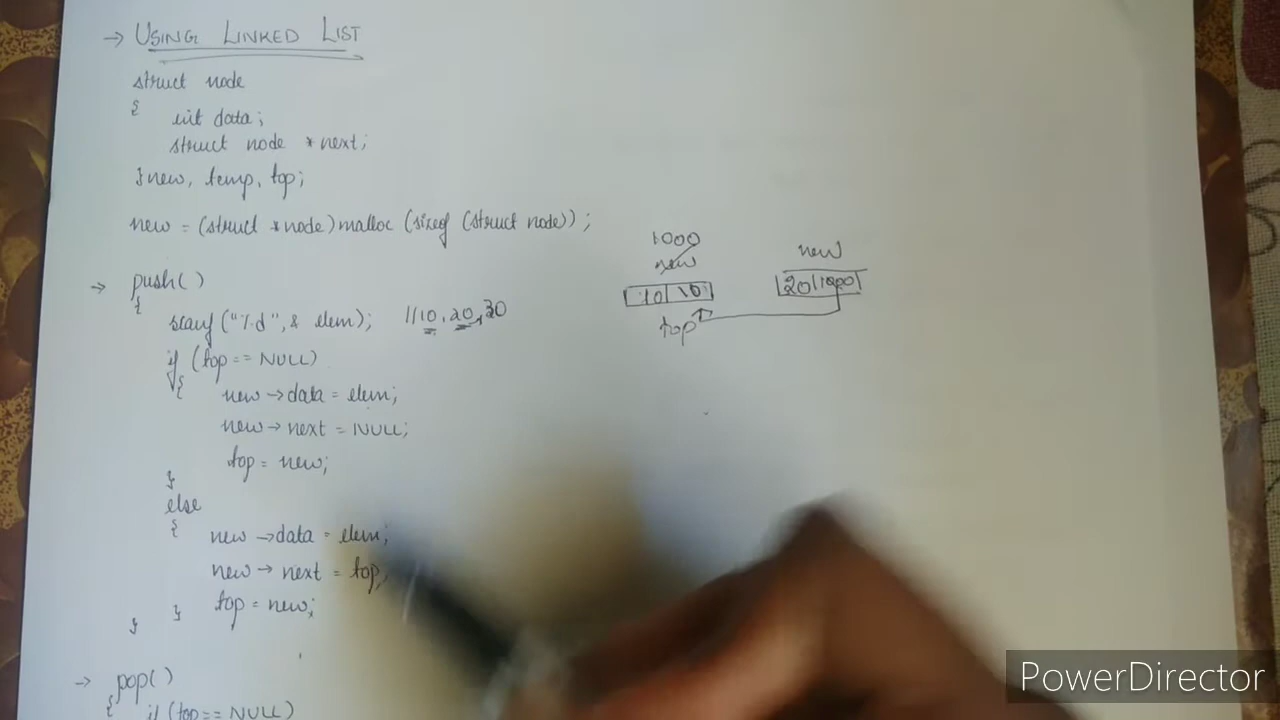 → USING LINKED LIST
struct node
{
int data;
struct node *next;
}new, temp, top;
new = (struct *node)malloc (sizeof (struct node));
→ push()
{
scanf ("%d", & elem); //10, 20, 30
if (top == NULL)
{
new → data = elem;
new → next = NULL;
top = new;
}
else
{
new → data = elem;
new → next = top;
top = new;
}
}
→ pop()
{ if (top == NULL)
1000
new
10 | \0
top
new
20 | 1000
PowerDirector